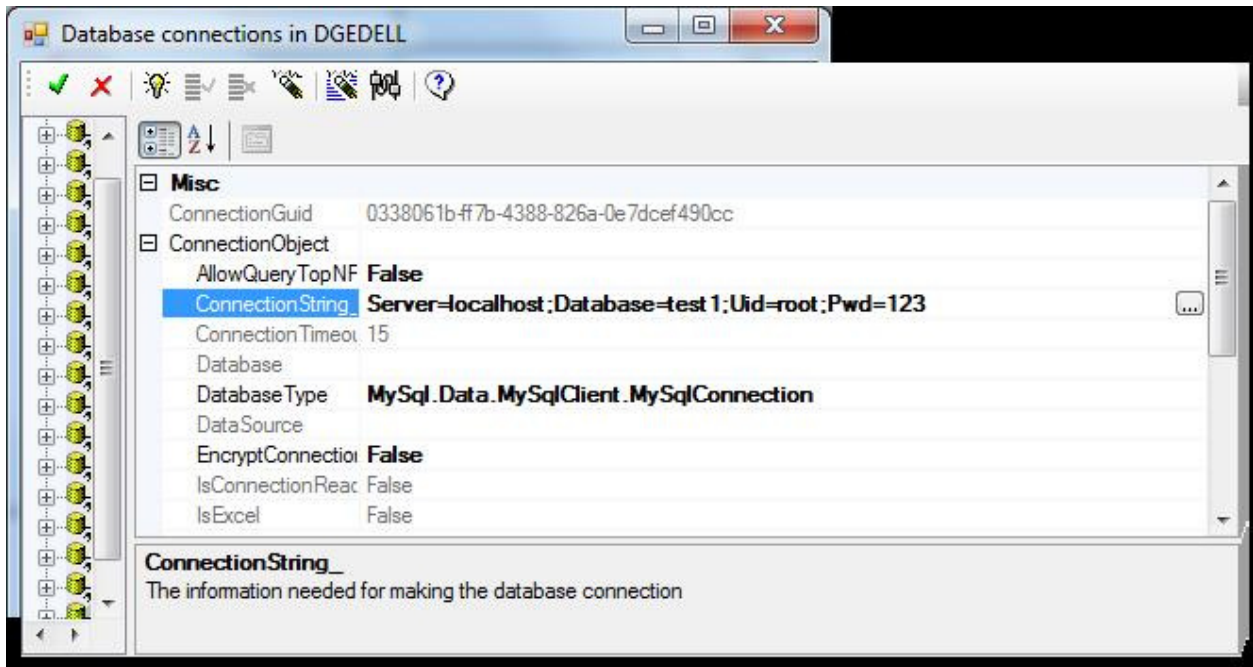 Database connections in DGEDELL
Misc
ConnectionGuid 0338061b-ff7b-4388-826a-0e7dcef490cc
ConnectionObject
AllowQueryTopNF False
ConnectionString_ Server=localhost;Database=test1;Uid=root;Pwd=123
ConnectionTimeou 15
Database
DatabaseType MySql.Data.MySqlClient.MySqlConnection
DataSource
EncryptConnection False
IsConnectionReac False
IsExcel False
ConnectionString_
The information needed for making the database connection